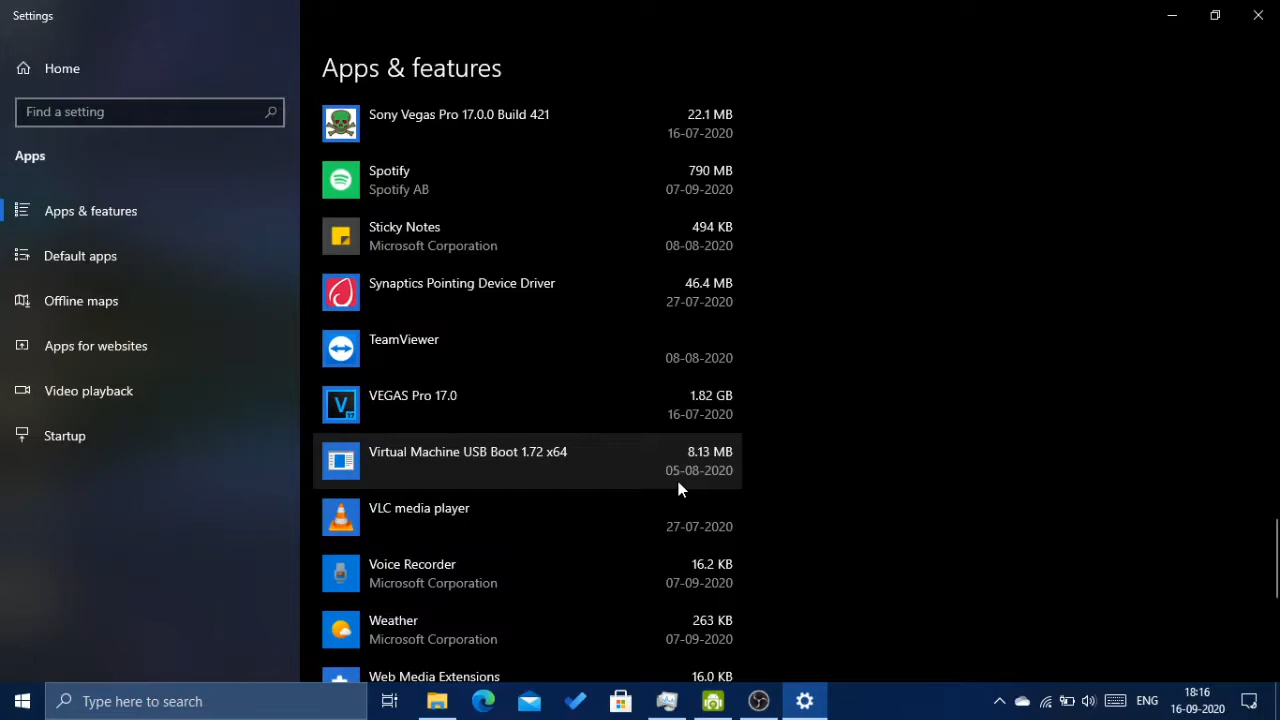 Settings
Home
Find a setting
Apps
Apps & features
Default apps
Offline maps
Apps for websites
Video playback
Startup
Apps & features
Sony Vegas Pro 17.0.0 Build 421 22.1 MB
16-07-2020
Spotify 790 MB
Spotify AB 07-09-2020
Sticky Notes 494 KB
Microsoft Corporation 08-08-2020
Synaptics Pointing Device Driver 46.4 MB
27-07-2020
TeamViewer
08-08-2020
VEGAS Pro 17.0 1.82 GB
16-07-2020
Virtual Machine USB Boot 1.72 x64 8.13 MB
05-08-2020
VLC media player
27-07-2020
Voice Recorder 16.2 KB
Microsoft Corporation 07-09-2020
Weather 263 KB
Microsoft Corporation 07-09-2020
Web Media Extensions 16.0 KB
Type here to search
ENG
18:16
16-09-2020